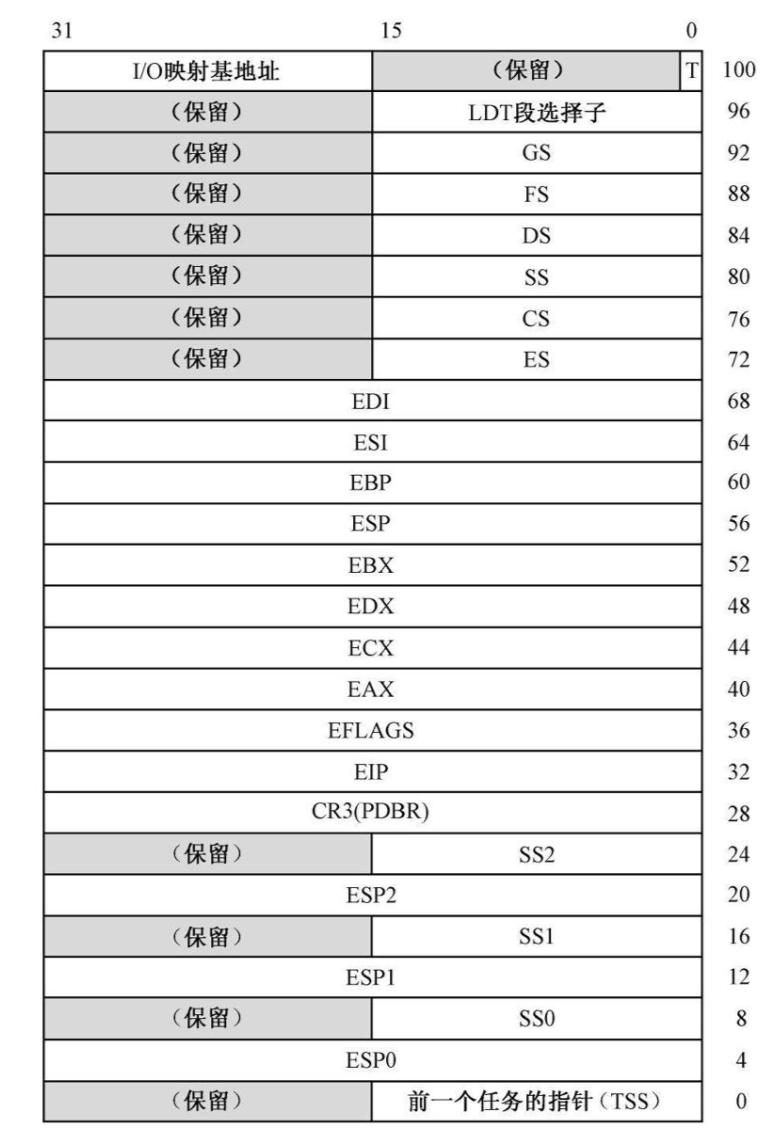 31 15 0
I/O映射基地址 （保留） T 100
（保留） LDT段选择子 96
（保留） GS 92
（保留） FS 88
（保留） DS 84
（保留） SS 80
（保留） CS 76
（保留） ES 72
EDI 68
ESI 64
EBP 60
ESP 56
EBX 52
EDX 48
ECX 44
EAX 40
EFLAGS 36
EIP 32
CR3(PDBR) 28
（保留） SS2 24
ESP2 20
（保留） SS1 16
ESP1 12
（保留） SS0 8
ESP0 4
（保留） 前一个任务的指针（TSS） 0